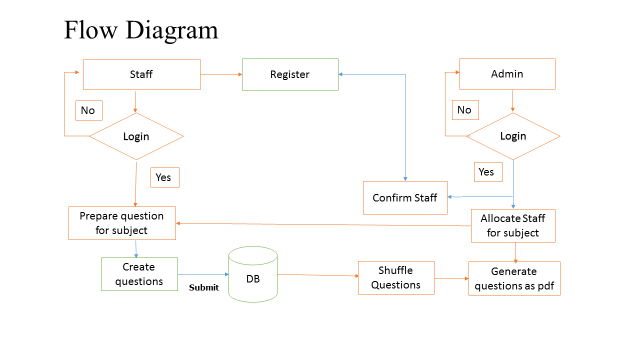 Flow Diagram
Staff
Register
Admin
No
No
Login
Login
Yes
Yes
Confirm Staff
Prepare question
for subject
Allocate Staff
for subject
Create
questions
Submit
DB
Shuffle
Questions
Generate
questions as pdf